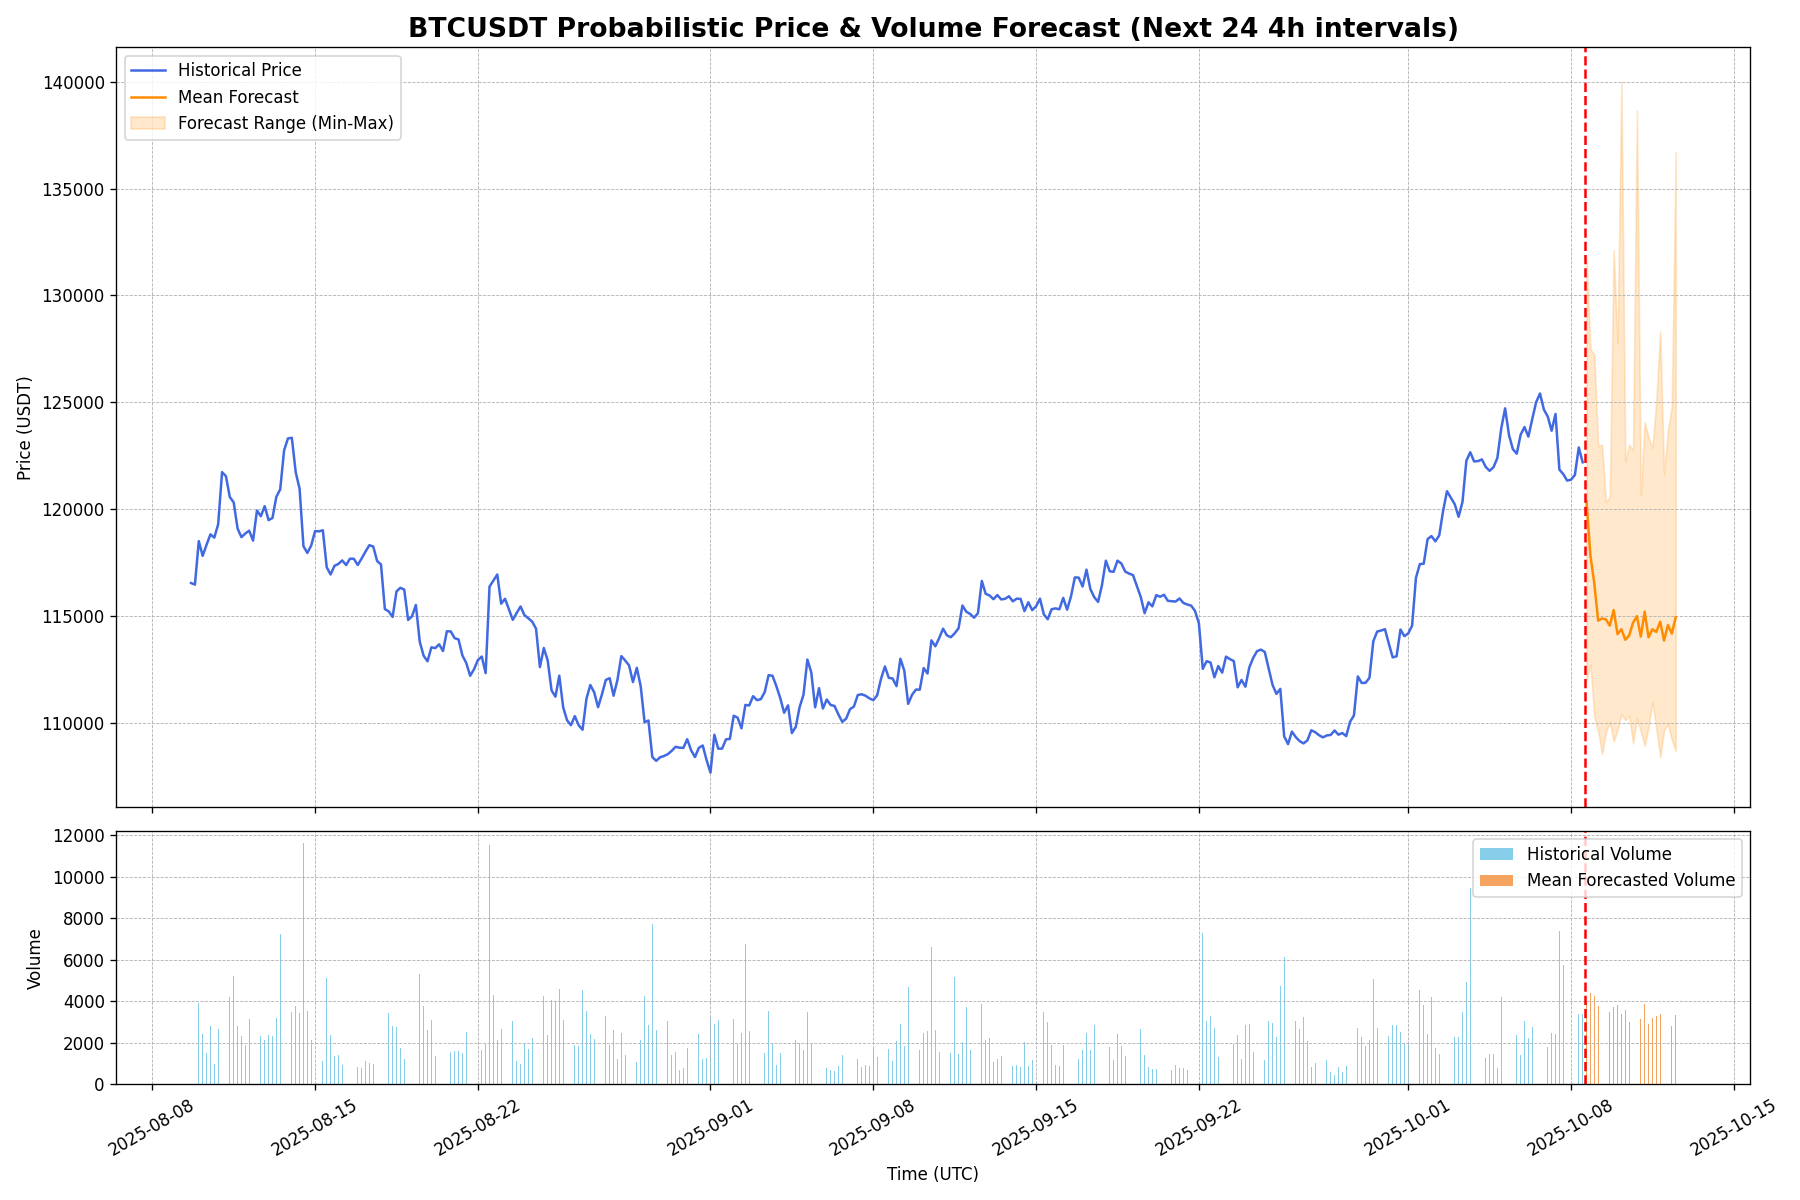 BTCUSDT Probabilistic Price & Volume Forecast (Next 24 4h intervals)
Historical Price
Mean Forecast
Forecast Range (Min-Max)
140000
135000
130000
125000
120000
115000
110000
Price (USDT)
Historical Volume
Mean Forecasted Volume
12000
10000
8000
6000
4000
2000
0
Volume
2025-08-08
2025-08-15
2025-08-22
2025-09-01
2025-09-08
2025-09-15
2025-09-22
2025-10-01
2025-10-08
2025-10-15
Time (UTC)